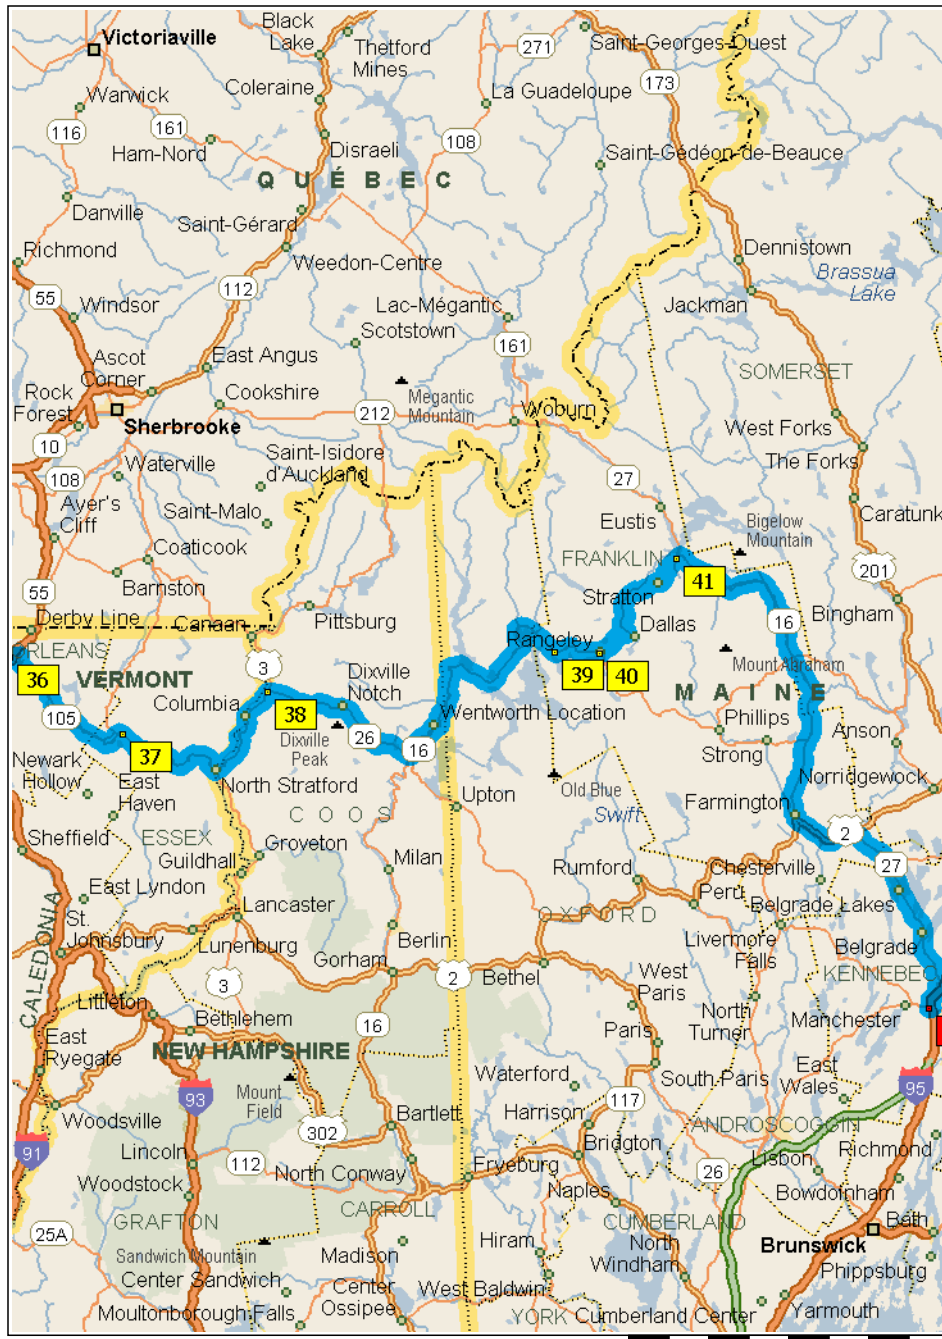 Victoriaville
Black
Lake
Thetford
Mines
271
Saint-Georges-Ouest
Coleraine
173
La Guadeloupe
Warwick
116
161
Ham-Nord
Disraeli
108
Saint-Gédéon-de-Beauce
QUÉBEC
Danville
Saint-Gérard
Richmond
Weedon-Centre
Dennistown
Brassua
Lake
55
112
Windsor
Lac-Mégantic
Scotstown
Jackman
161
Ascot
Corner
East Angus
SOMERSET
Rock
Forest
Cookshire
Megantic
Mountain
212
Woburn
Sherbrooke
West Forks
10
Saint-Isidore
d'Auckland
The Forks
108
Waterville
27
Ayer's
Cliff
Saint-Malo
Eustis
Bigelow
Mountain
Caratunk
Coaticook
FRANKLIN
201
55
Barnston
Stratton
41
Derby Line
Canaan
Pittsburg
16
Bingham
ORLEANS
Rangeley
Dallas
36
VERMONT
3
Dixville
Notch
39
40
Mount Abraham
MAINE
105
Columbia
38
Wentworth Location
Phillips
Anson
Newark
Hollow
37
Dixville
Peak
26
16
Strong
East
Haven
North Stratford
Old Blue
Norridgewock
COOS
Upton
Swift
Farmington
Sheffield
ESSEX
Groveton
2
Guildhall
Milan
Rumford
Chesterville
27
East Lyndon
Peru
Lancaster
OXFORD
Belgrade Lakes
St.
Johnsbury
Lunenburg
Berlin
Livermore
Falls
Belgrade
CALEDONIA
Gorham
2
Bethel
West
Paris
KENNEBEC
3
Littleton
Bethlehem
16
North
Turner
Manchester
East
Ryegate
NEW HAMPSHIRE
Paris
Mount
Field
Waterford
South Paris
East
Wales
95
93
Harrison
117
Woodsville
302
Bartlett
Bridgton
ANDROSCOGGIN
91
Lincoln
112
North Conway
Fryeburg
26
Lisbon
Richmond
Woodstock
Naples
Bowdoinham
25A
GRAFTON
CARROLL
CUMBERLAND
Bath
Sandwich Mountain
Madison
Hiram
North
Windham
Brunswick
Phippsburg
Center Sandwich
Center
Ossipee
West Baldwin
Moultonborough Falls
YORK
Cumberland Center
Yarmouth